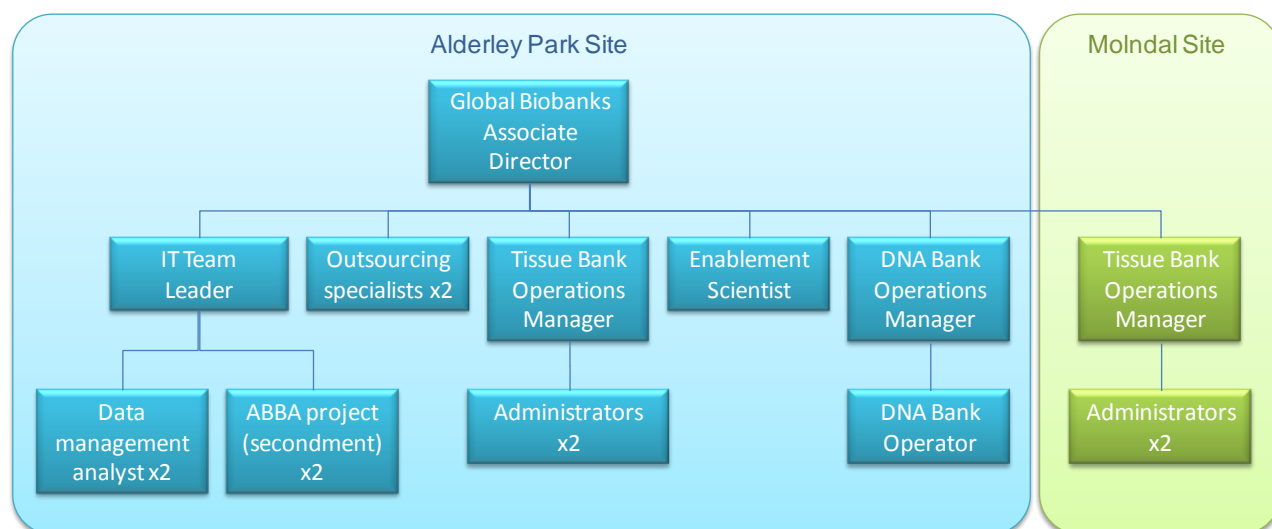 Alderley Park Site
Molndal Site
Global Biobanks
Associate
Director
IT Team
Leader
Outsourcing
specialists x2
Tissue Bank
Operations
Manager
Enablement
Scientist
DNA Bank
Operations
Manager
Tissue Bank
Operations
Manager
Data
management
analyst x2
ABBA project
(secondment)
x2
Administrators
x2
DNA Bank
Operator
Administrators
x2